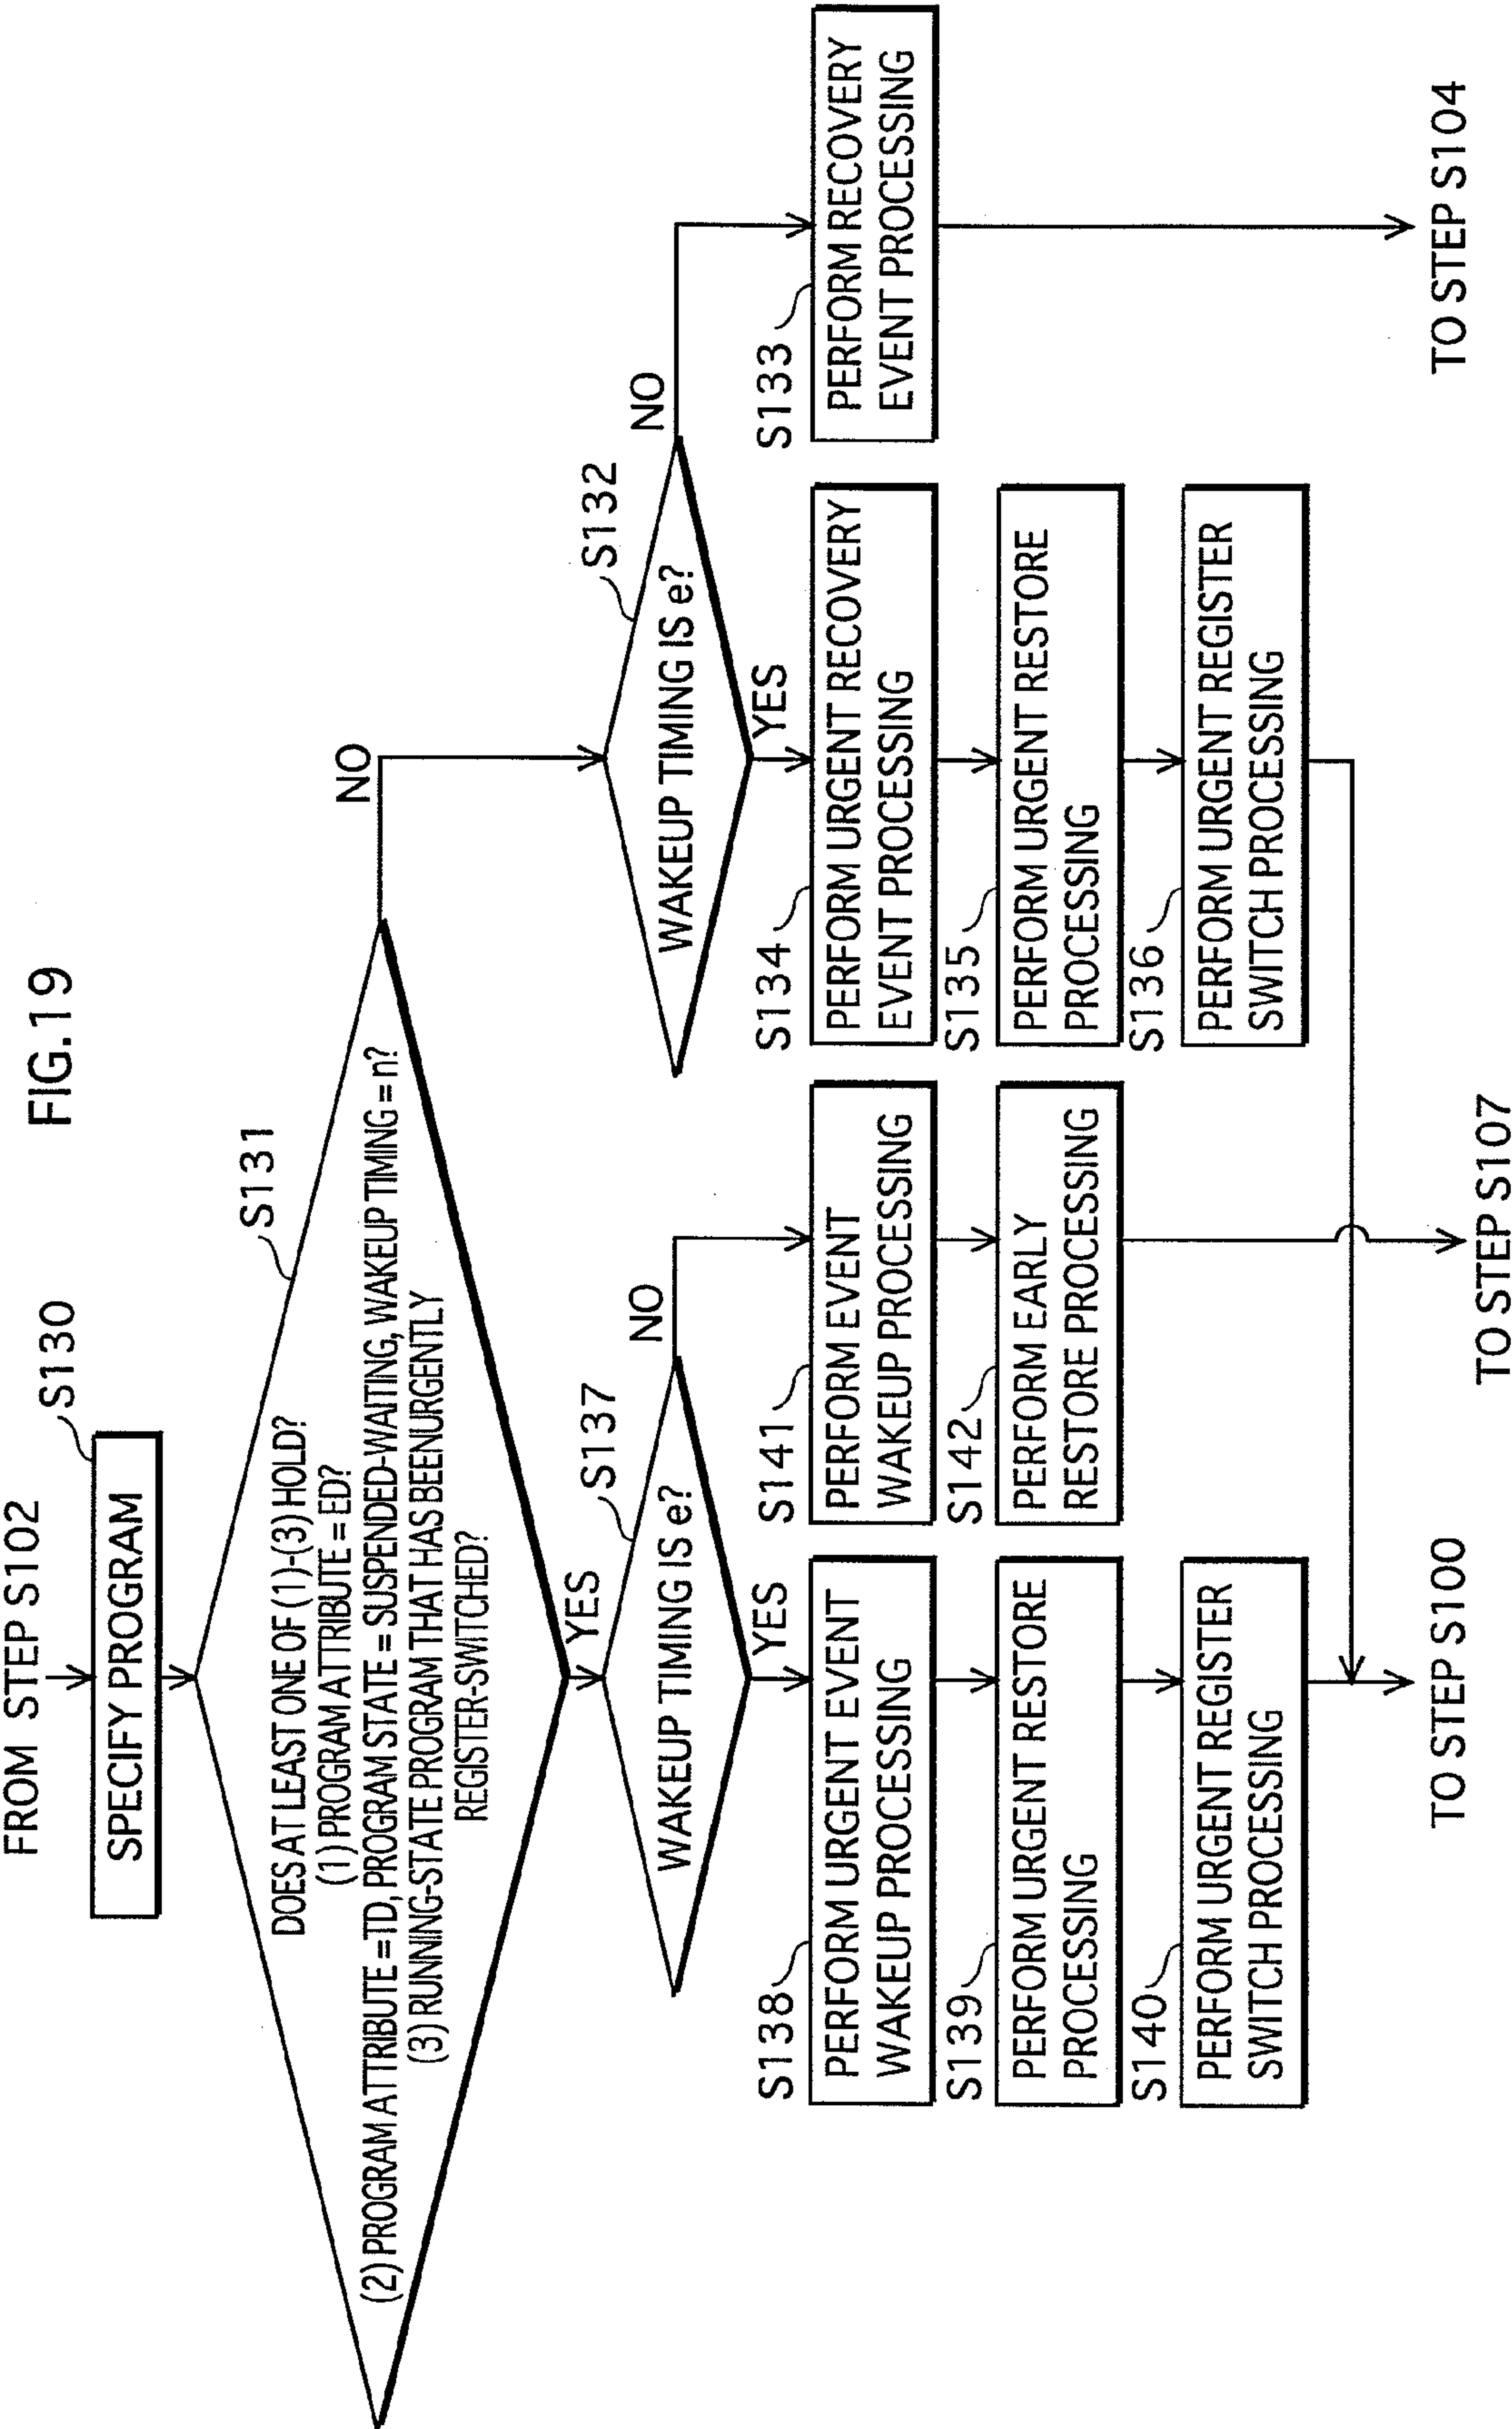 FIG.19
FROM STEP S102
S130
SPECIFY PROGRAM
S131
DOES AT LEAST ONE OF (1)-(3) HOLD?
(1) PROGRAM ATTRIBUTE = ED?
(2) PROGRAM ATTRIBUTE = TD, PROGRAM STATE = SUSPENDED-WAITING, WAKEUP TIMING = n?
(3) RUNNING-STATE PROGRAM THAT HAS BEENURGENTLY
REGISTER-SWITCHED?
NO
YES
S137
WAKEUP TIMING IS e?
NO
YES
S132
WAKEUP TIMING IS e?
NO
YES
S138
PERFORM URGENT EVENT
WAKEUP PROCESSING
S139
PERFORM URGENT RESTORE
PROCESSING
S140
PERFORM URGENT REGISTER
SWITCH PROCESSING
S141
PERFORM EVENT
WAKEUP PROCESSING
S142
PERFORM EARLY
RESTORE PROCESSING
S134
PERFORM URGENT RECOVERY
EVENT PROCESSING
S135
PERFORM URGENT RESTORE
PROCESSING
S136
PERFORM URGENT REGISTER
SWITCH PROCESSING
S133
PERFORM RECOVERY
EVENT PROCESSING
TO STEP S100
TO STEP S107
TO STEP S104